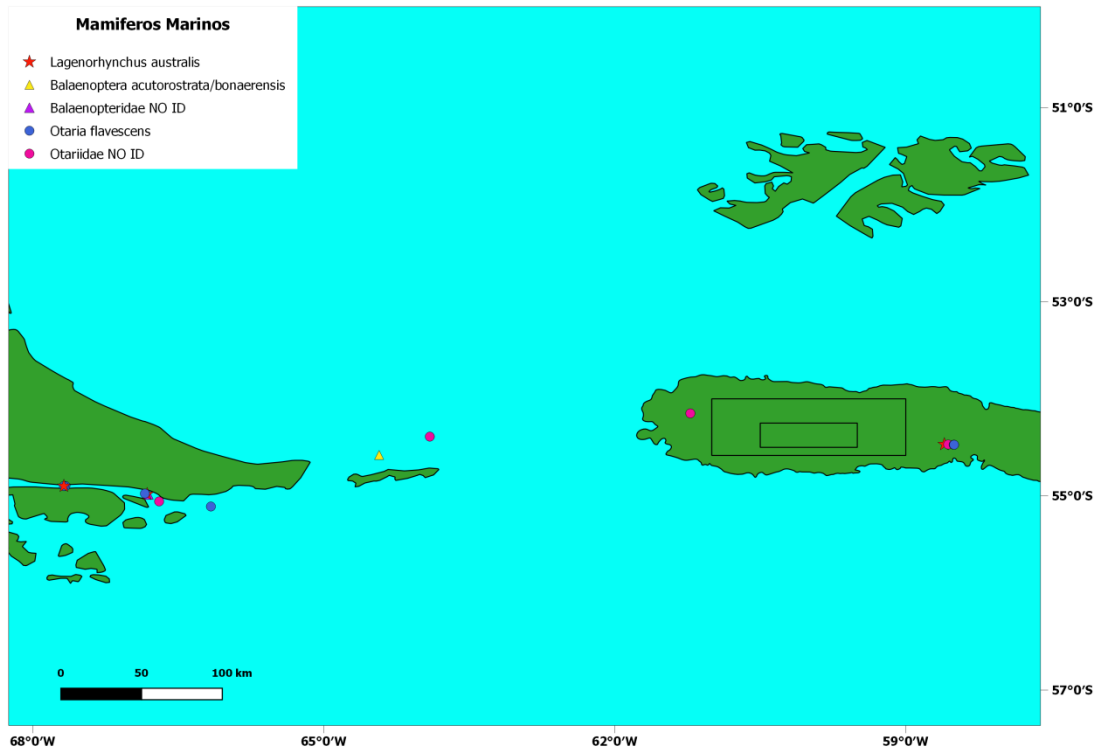 Mamiferos Marinos
Lagenorhynchus australis
Balaenoptera acutorostrata/bonaerensis
Balaenopteridae NO ID
Otaria flavescens
Otariidae NO ID
51°0'S
53°0'S
55°0'S
57°0'S
0 50 100 km
68°0'W 65°0'W 62°0'W 59°0'W